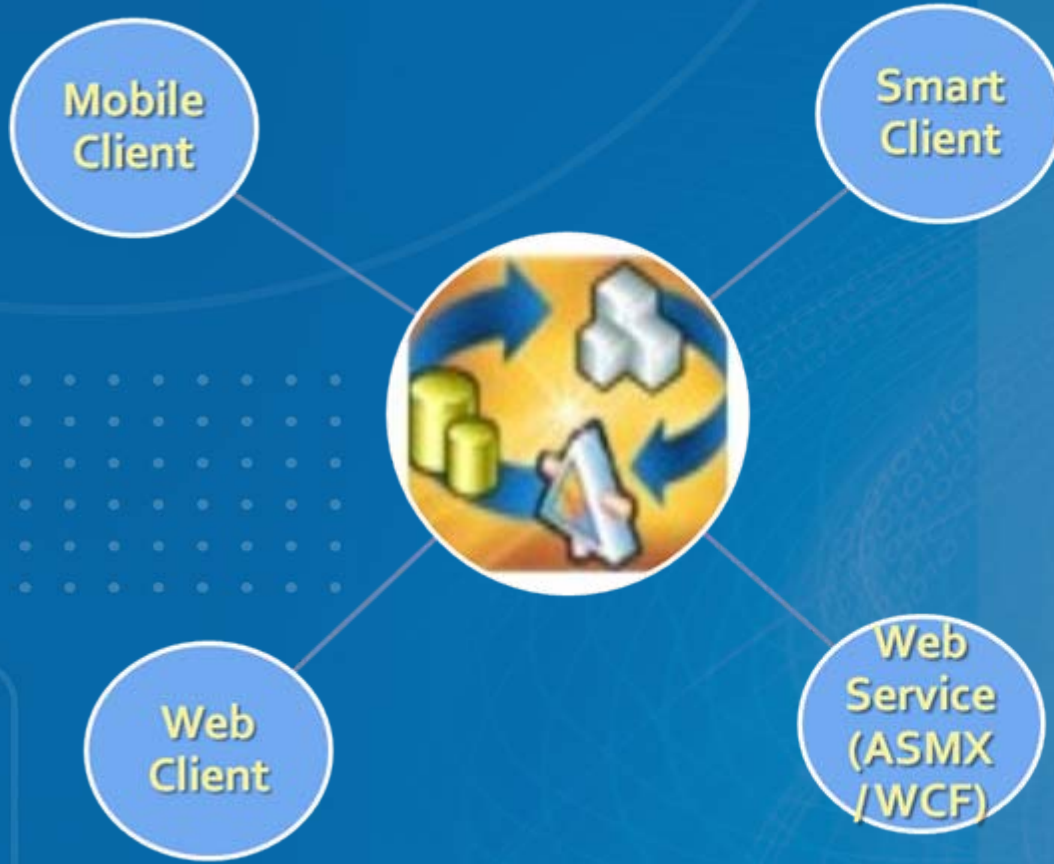 Mobile
Client
Smart
Client
Web
Client
Web
Service
(ASMX
/ WCF)